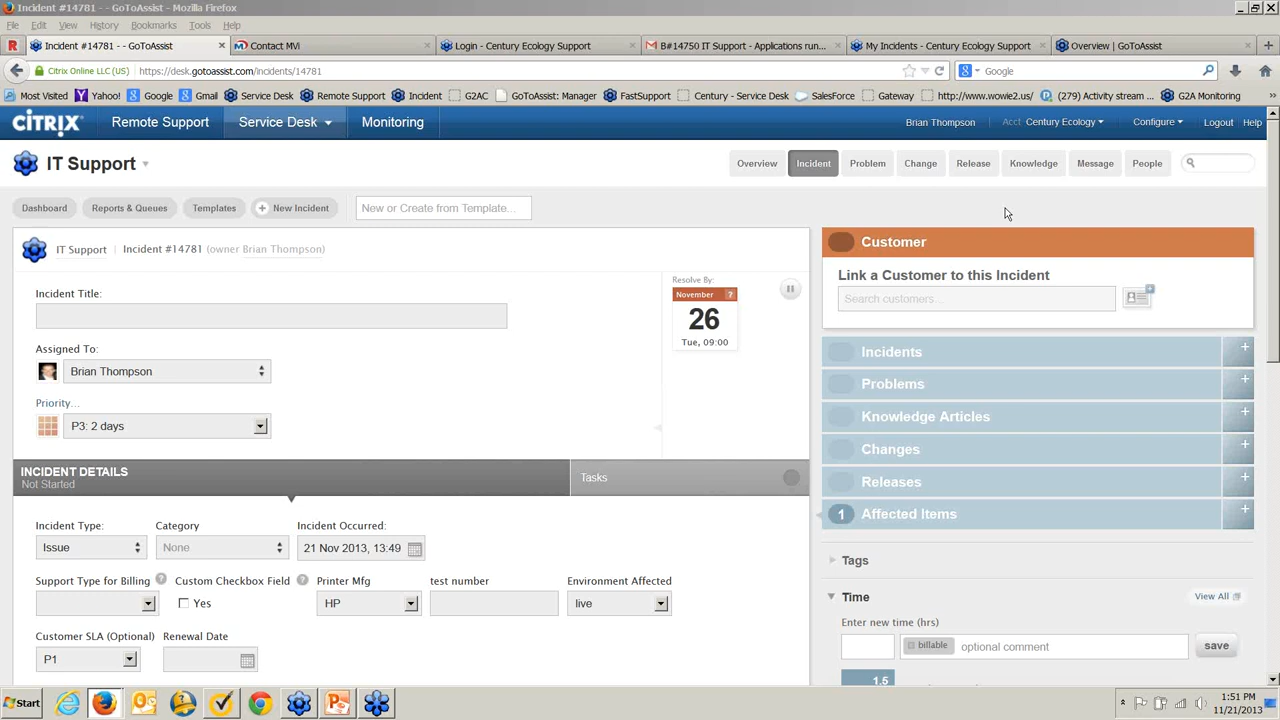 Incident #14781 - - GoToAssist - Mozilla Firefox
File Edit View History Bookmarks Tools Help
Incident #14781 - - GoToAssist
Contact MVi
Login - Century Ecology Support
B#14750 IT Support - Applications run...
My Incidents - Century Ecology Support
Overview | GoToAssist
Citrix Online LLC (US) https://desk.gotoassist.com/incidents/14781
Google
Most Visited Yahoo! Google Gmail Service Desk Remote Support Incident G2AC GoToAssist: Manager FastSupport Century - Service Desk SalesForce Gateway http://www.wowie2.us/ (279) Activity stream ... G2A Monitoring
CITRIX Remote Support Service Desk Monitoring Brian Thompson Acct Century Ecology Configure Logout Help
IT Support Overview Incident Problem Change Release Knowledge Message People
Dashboard Reports & Queues Templates + New Incident New or Create from Template...
IT Support Incident #14781 (owner Brian Thompson)
Incident Title:
Resolve By:
November ?
26
Tue, 09:00
Assigned To:
Brian Thompson
Priority...
P3: 2 days
INCIDENT DETAILS
Not Started
Tasks
Incident Type: Category Incident Occurred:
Issue None 21 Nov 2013, 13:49
Support Type for Billing ? Custom Checkbox Field ? Printer Mfg test number Environment Affected
Yes HP live
Customer SLA (Optional) Renewal Date
P1
Customer
Link a Customer to this Incident
Search customers...
Incidents +
Problems +
Knowledge Articles +
Changes +
Releases +
1 Affected Items +
Tags
Time View All
Enter new time (hrs)
billable optional comment save
1.5
Start
1:51 PM
11/21/2013